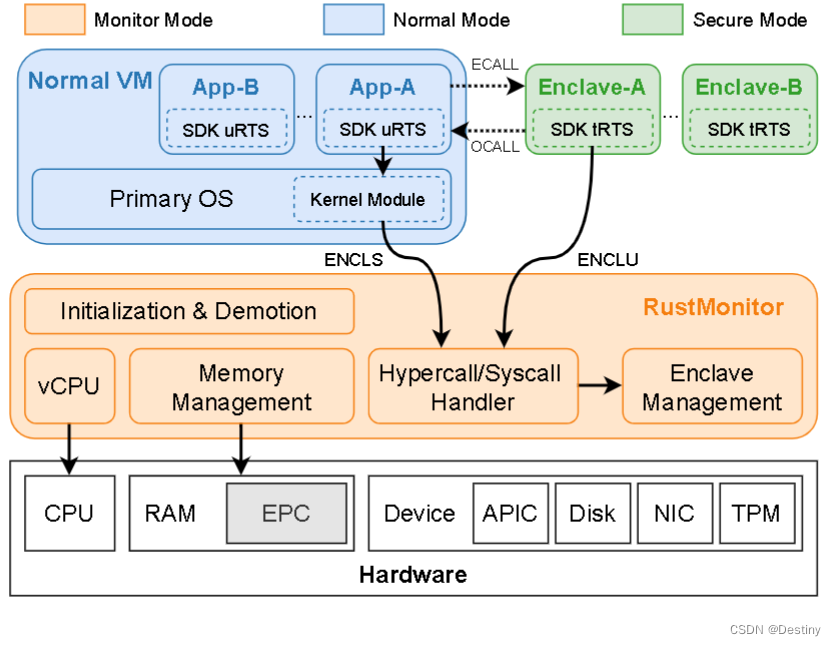 Monitor Mode
Normal Mode
Secure Mode
Normal VM
App-B
SDK uRTS
...
App-A
SDK uRTS
ECALL
OCALL
Enclave-A
SDK tRTS
...
Enclave-B
SDK tRTS
Primary OS
Kernel Module
ENCLS
ENCLU
Initialization & Demotion
RustMonitor
vCPU
Memory
Management
Hypercall/Syscall
Handler
Enclave
Management
CPU
RAM
EPC
Device
APIC
Disk
NIC
TPM
Hardware
CSDN @Destiny